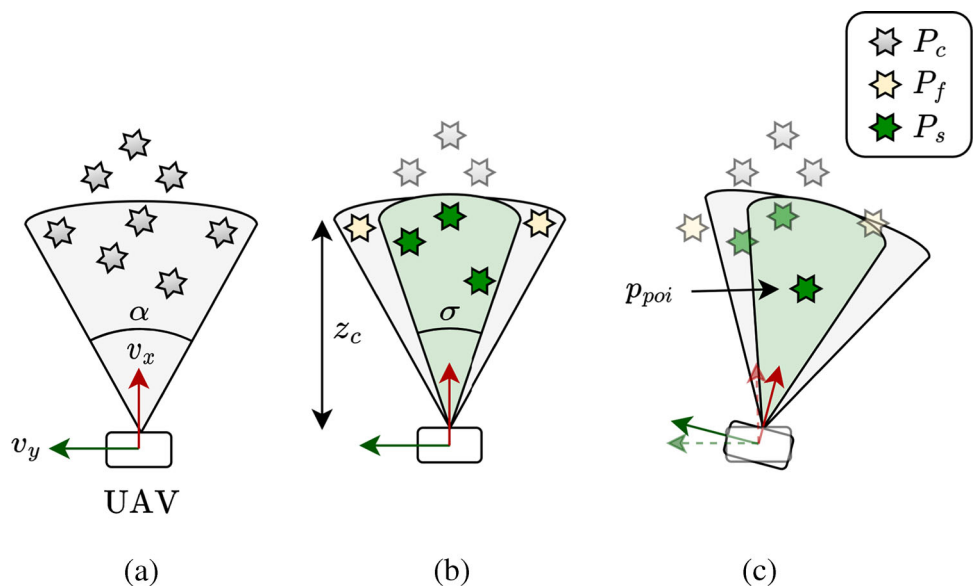 P_c
P_f
P_s
α
v_x
v_y
UAV
z_c
σ
p_poi
(a)
(b)
(c)